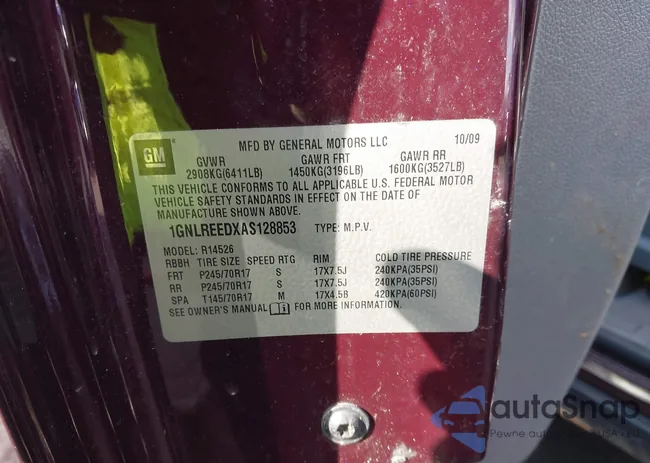 GM
MFD BY GENERAL MOTORS LLC 10/09
GVWR GAWR FRT GAWR RR
2908KG(6411LB) 1450KG(3196LB) 1600KG(3527LB)
THIS VEHICLE CONFORMS TO ALL APPLICABLE U.S. FEDERAL MOTOR
VEHICLE SAFETY STANDARDS IN EFFECT ON THE DATE OF
MANUFACTURE SHOWN ABOVE.
1GNLREEDXAS128853 TYPE: M.P.V.
MODEL: R14526
RBBH TIRE SIZE SPEED RTG RIM COLD TIRE PRESSURE
FRT P245/70R17 S 17X7.5J 240KPA(35PSI)
RR P245/70R17 S 17X7.5J 240KPA(35PSI)
SPA T145/70R17 M 17X4.5B 420KPA(60PSI)
SEE OWNER'S MANUAL FOR MORE INFORMATION.
autaSnap
Pewne auto USA